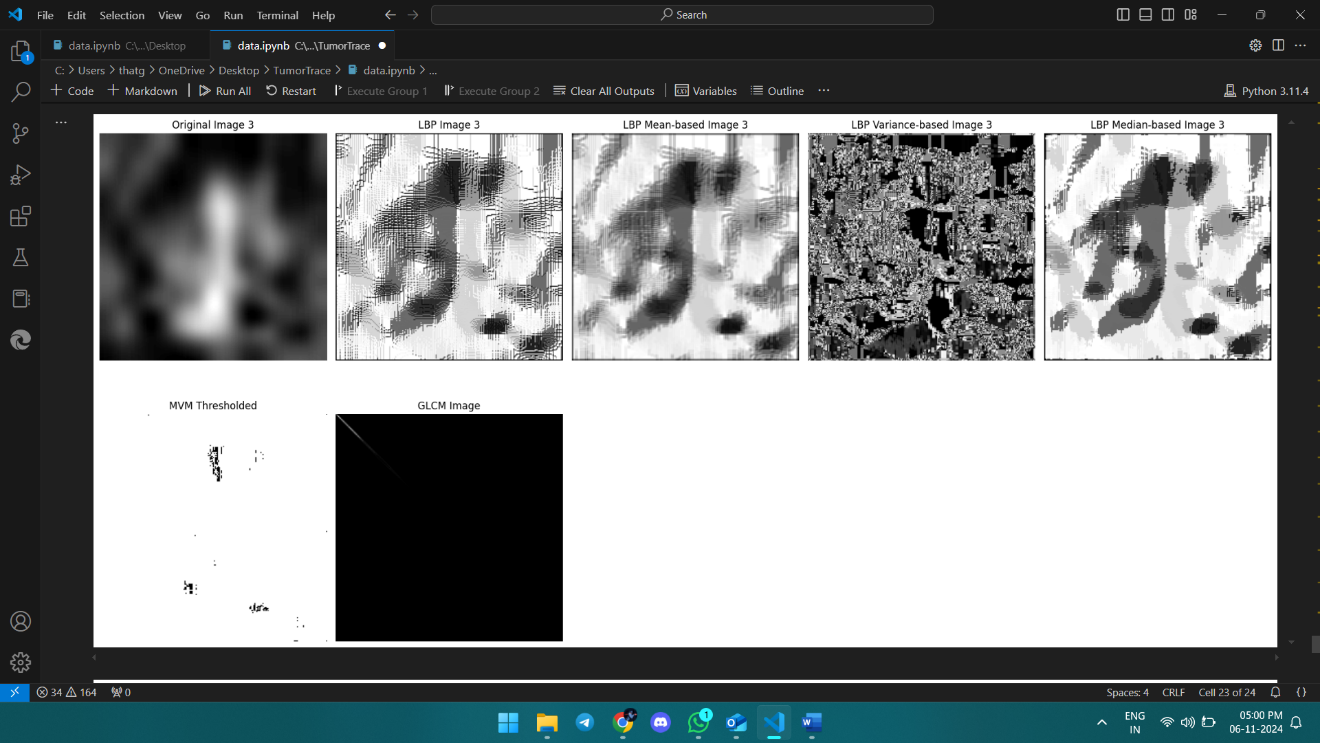 File Edit Selection View Go Run Terminal Help
Search
data.ipynb C:\...\Desktop
data.ipynb C:\...\TumorTrace
C: > Users > thatg > OneDrive > Desktop > TumorTrace > data.ipynb > ...
+ Code + Markdown Run All Restart Execute Group 1 Execute Group 2 Clear All Outputs Variables Outline ... Python 3.11.4
Original Image 3
LBP Image 3
LBP Mean-based Image 3
LBP Variance-based Image 3
LBP Median-based Image 3
MVM Thresholded
GLCM Image
1
34 164 0
Spaces: 4 CRLF Cell 23 of 24
1
ENG
IN
05:00 PM
06-11-2024